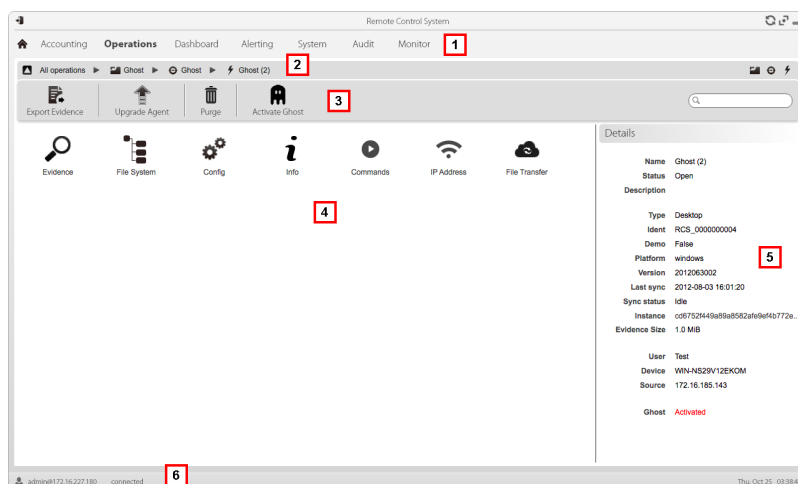 Remote Control System
Accounting Operations Dashboard Alerting System Audit Monitor 1
All operations Ghost Ghost Ghost (2) 2
Export Evidence Upgrade Agent Purge Activate Ghost 3
Evidence File System Config Info Commands IP Address File Transfer
4
Details
Name Ghost (2)
Status Open
Description
Type Desktop
Ident RCS_0000000004
Demo False
Platform windows
5
Version 2012063002
Last sync 2012-08-03 16:01:20
Sync status Idle
Instance cd6752f449a89a8582afe9ef4b772e...
Evidence Size 1.0 MiB
User Test
Device WIN-NS29V12EKOM
Source 172.16.185.143
Ghost Activated
admin@172.16.227.180 connected 6 Thu, Oct 25 03:38:4